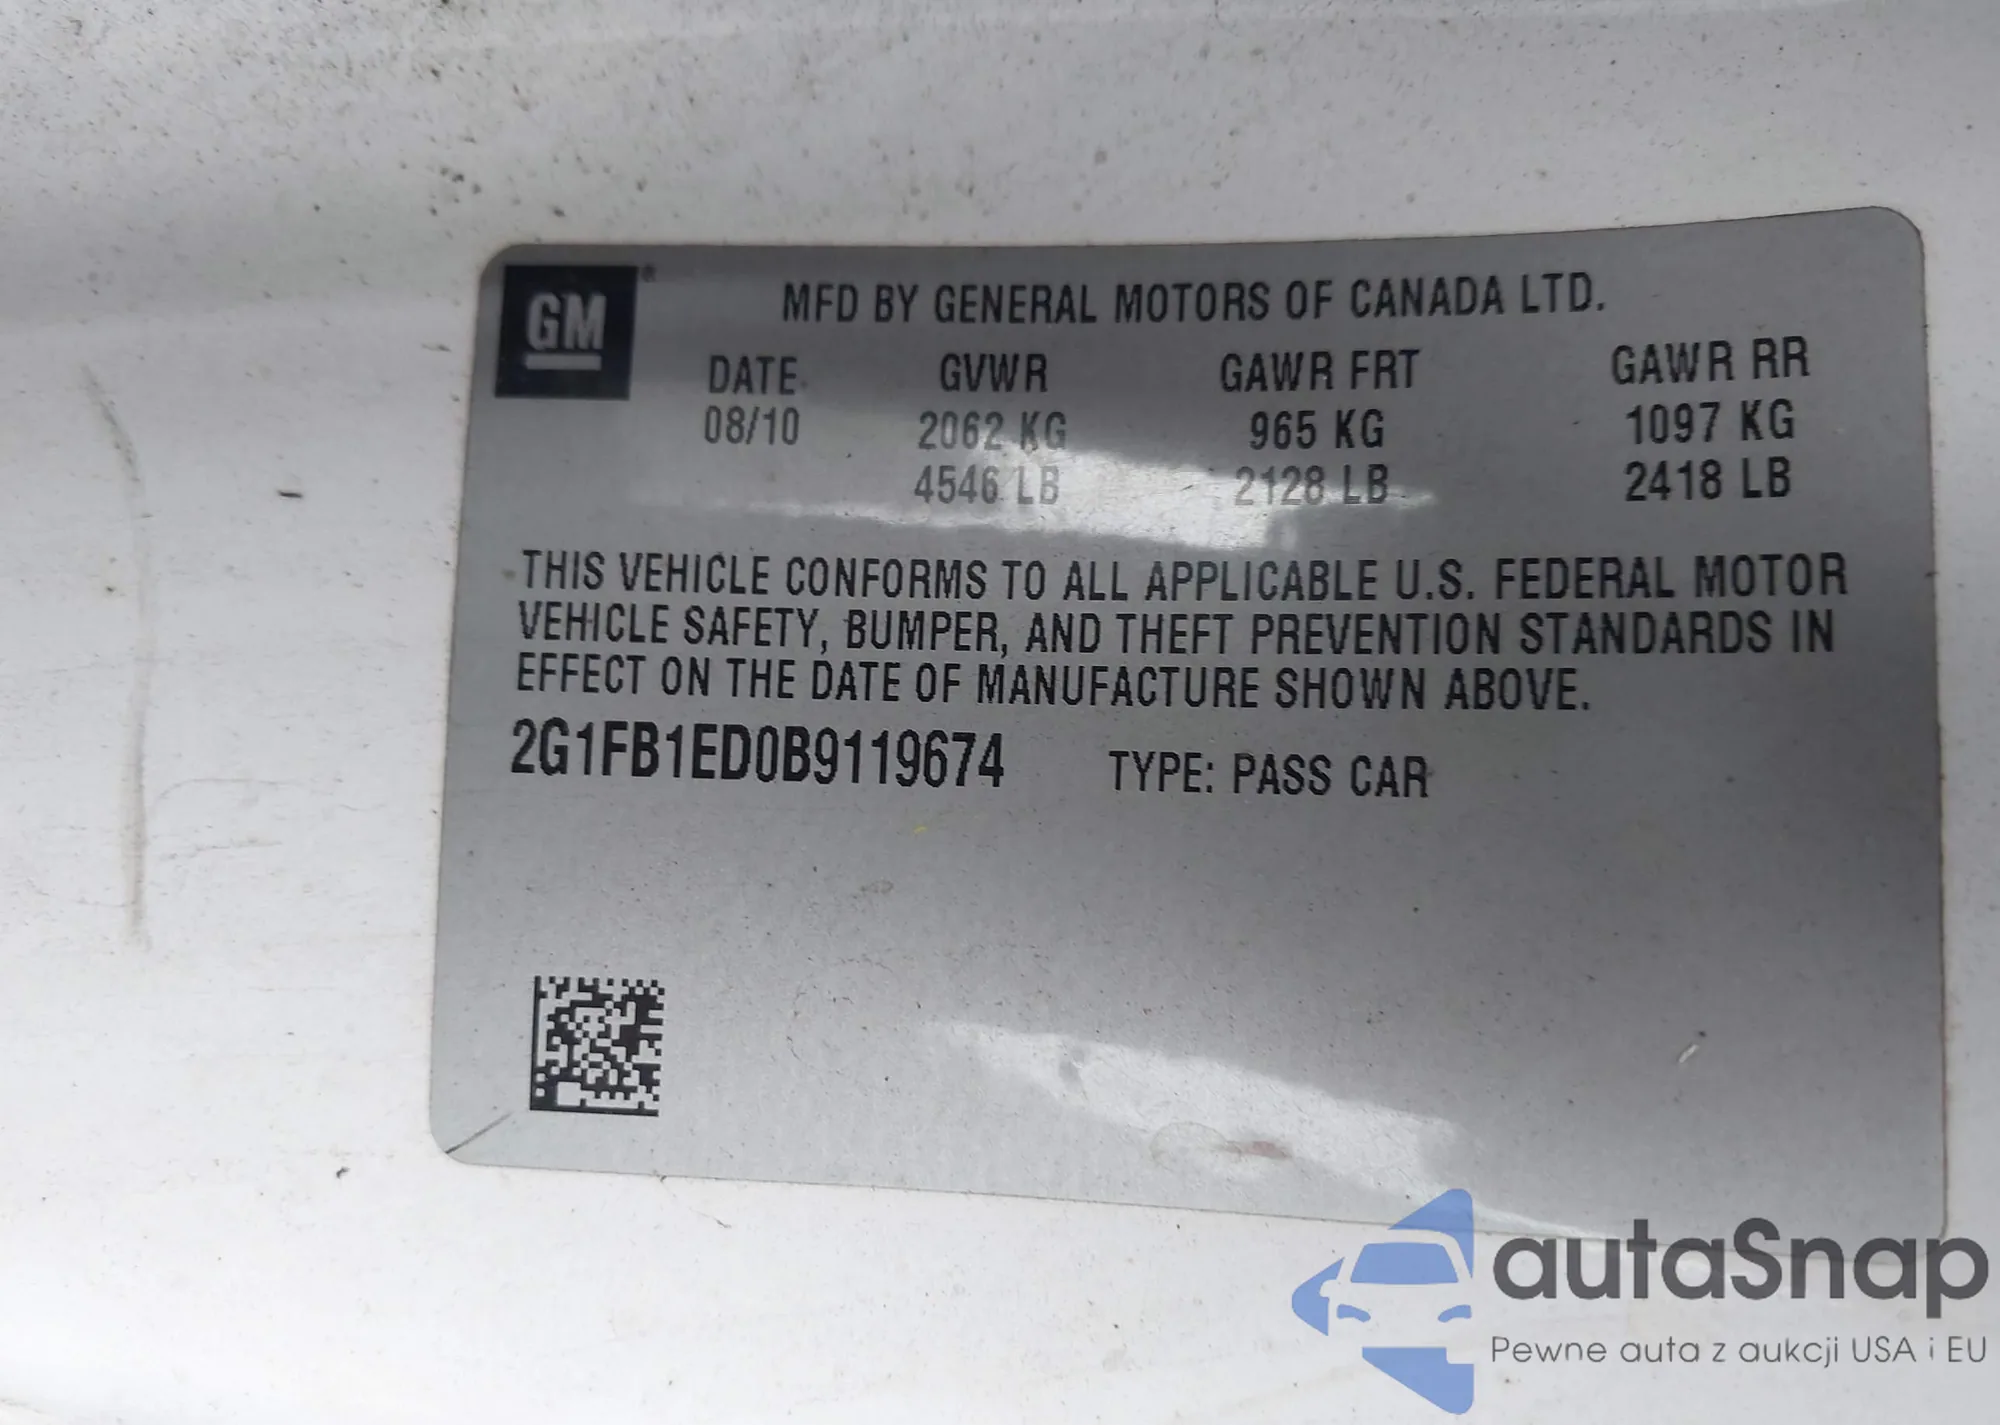 GM
®
MFD BY GENERAL MOTORS OF CANADA LTD.
DATE GVWR GAWR FRT GAWR RR
08/10 2062 KG 965 KG 1097 KG
4546 LB 2128 LB 2418 LB
THIS VEHICLE CONFORMS TO ALL APPLICABLE U.S. FEDERAL MOTOR
VEHICLE SAFETY, BUMPER, AND THEFT PREVENTION STANDARDS IN
EFFECT ON THE DATE OF MANUFACTURE SHOWN ABOVE.
2G1FB1ED0B9119674 TYPE: PASS CAR
autaSnap
Pewne auta z aukcji USA i EU